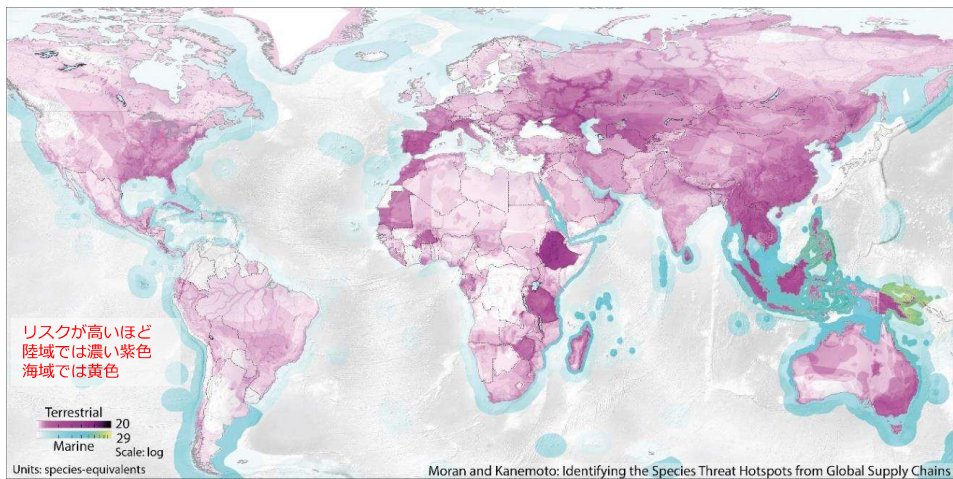 リスクが高いほど
陸域では濃い紫色
海域では黄色
Terrestrial
20
29
Marine
Scale: log
Units: species-equivalents
Moran and Kanemoto: Identifying the Species Threat Hotspots from Global Supply Chains